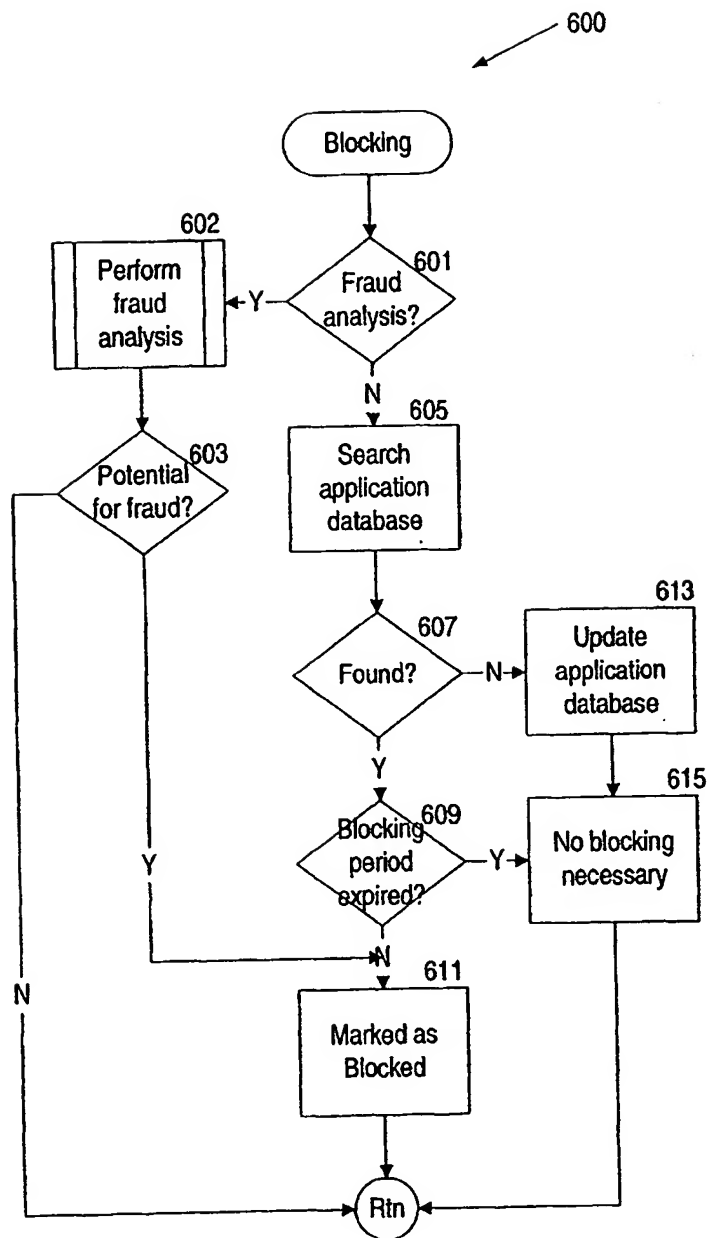 600
Blocking
602
Perform
fraud
analysis
601
Fraud
analysis?
Y
N
603
Potential
for fraud?
605
Search
application
database
607
Found?
N
613
Update
application
database
Y
609
Blocking
period
expired?
Y
615
No blocking
necessary
Y
N
N
611
Marked as
Blocked
Rtn